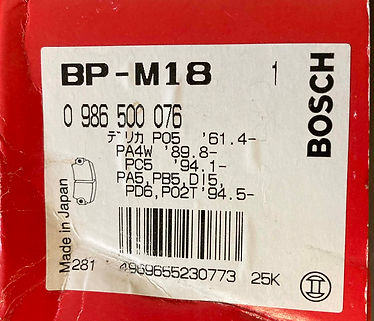 BP-M18 1
0 986 500 076
デリカ P05 '61.4-
PA4W '89.8-
PC5 '94.1-
PA5,PB5,D15,
PD6,P02T'94.5-
BOSCH
Made in Japan
281 4969655230773 25K